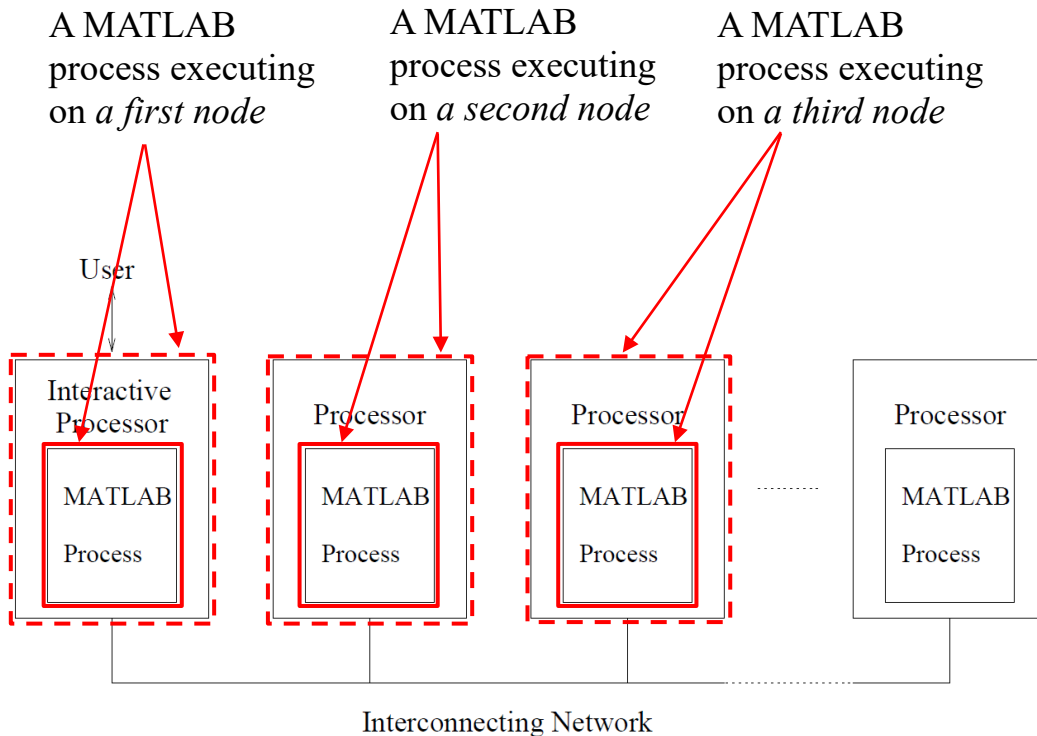 A MATLAB
process executing
on a first node
A MATLAB
process executing
on a second node
A MATLAB
process executing
on a third node
User
Interactive
Processor
MATLAB
Process
Processor
MATLAB
Process
Processor
MATLAB
Process
Processor
MATLAB
Process
Interconnecting Network